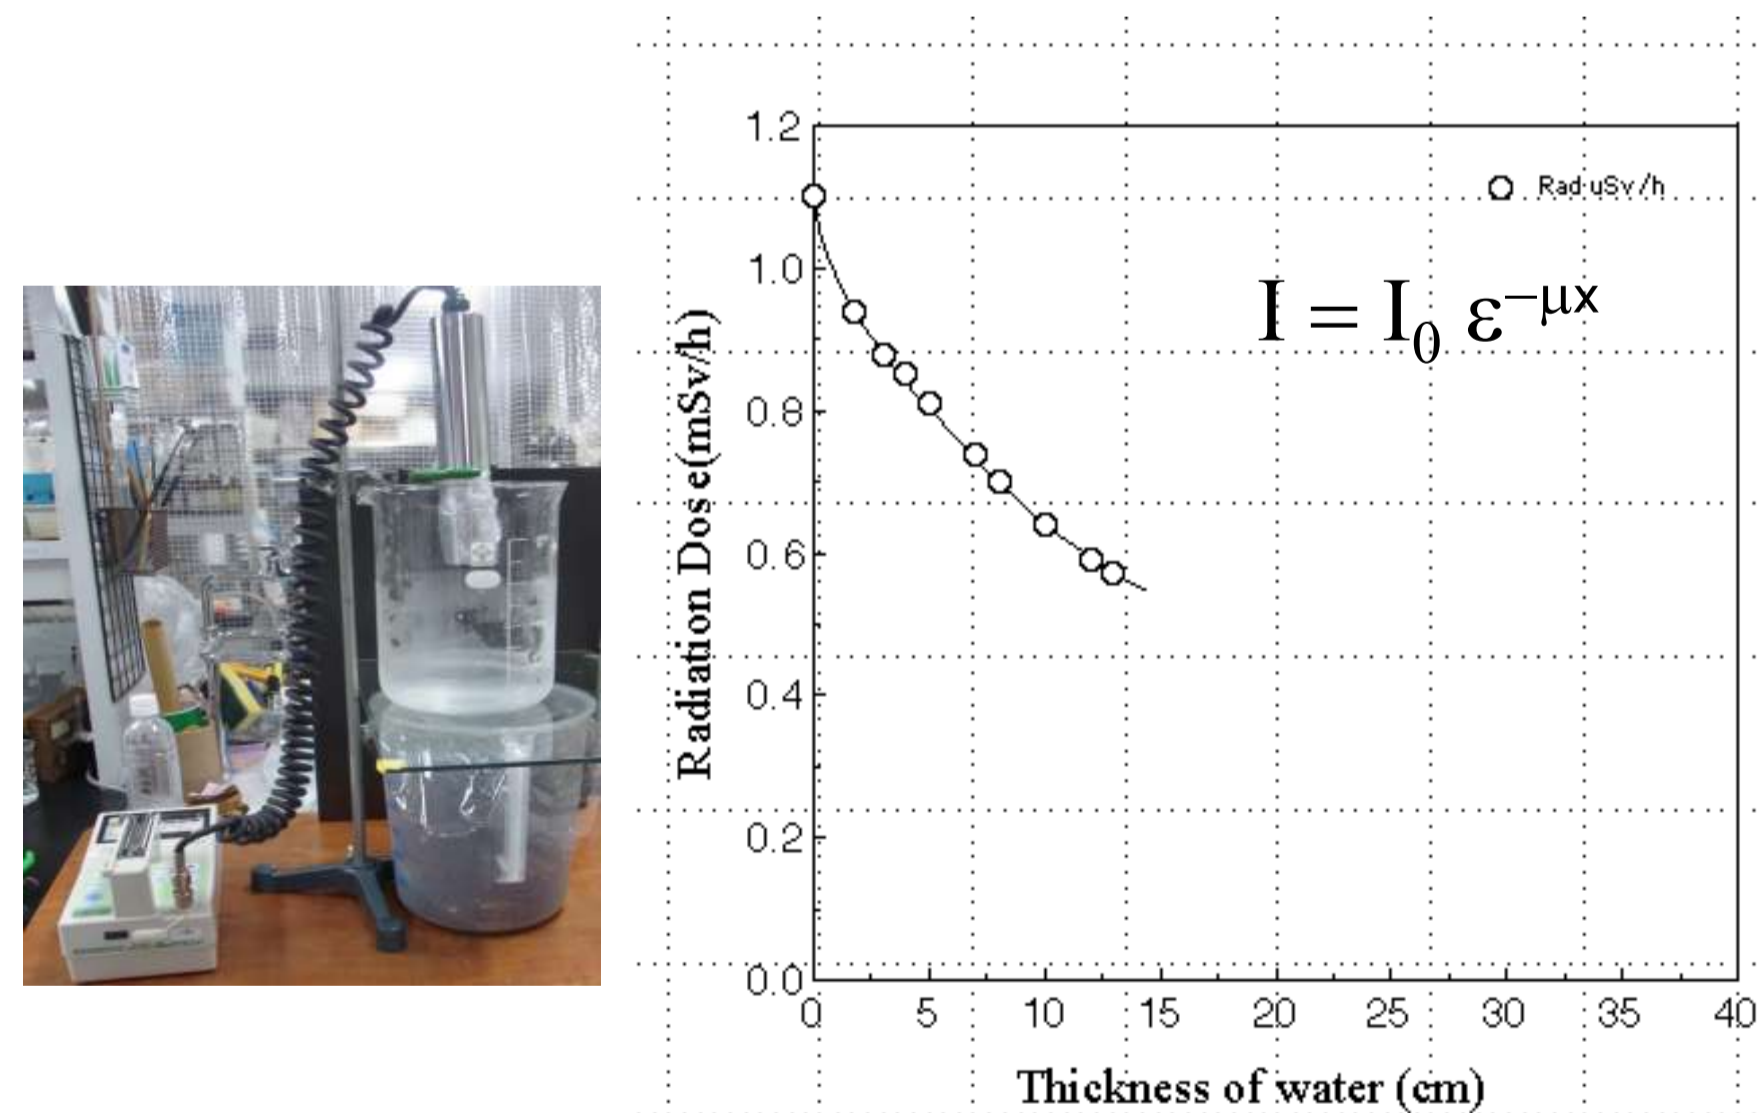 1.2
1.0
0.8
0.6
0.4
0.2
0.0
Radiation Dos e(mSv/h)
Rad uSv/h
I = I₀ ε⁻μx
0 5 10 15 20 25 30 35 40
Thickness of water (cm)